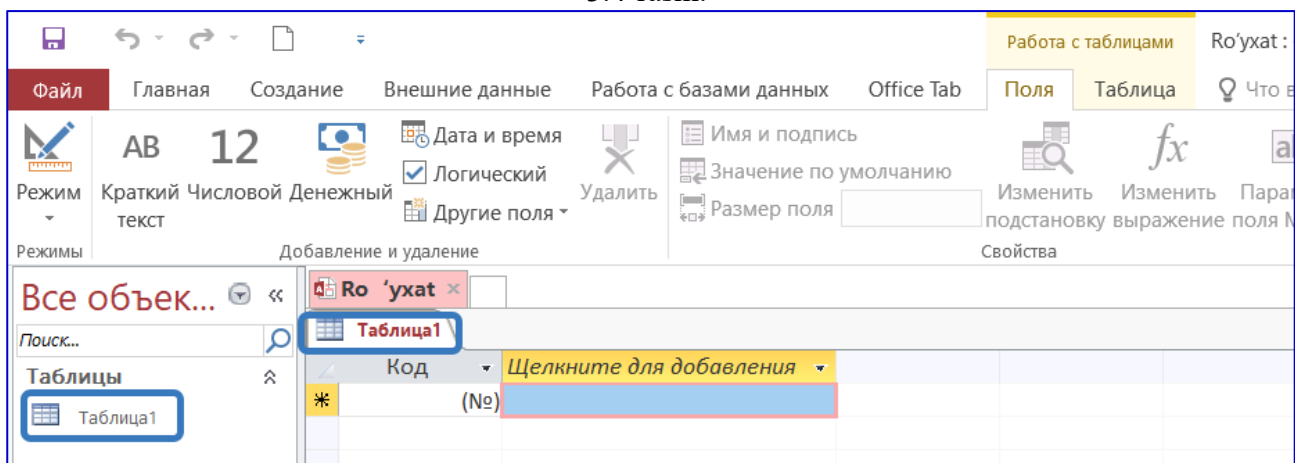 Работа с таблицами Ro‘yxat :
Файл Главная Создание Внешние данные Работа с базами данных Office Tab Поля Таблица Что в
Режим
AB Краткий текст
12 Числовой
Денежный
Дата и время
Логический
Другие поля
Удалить
Имя и подпись
Значение по умолчанию
Размер поля
Изменить подстановку
fx Изменить выражение
ab Пара
поля М
Режимы Добавление и удаление Свойства
Все объек... «
Поиск...
Таблицы
Таблица1
Ro ‘yxat ×
Таблица1
Код Щелкните для добавления
* (№)